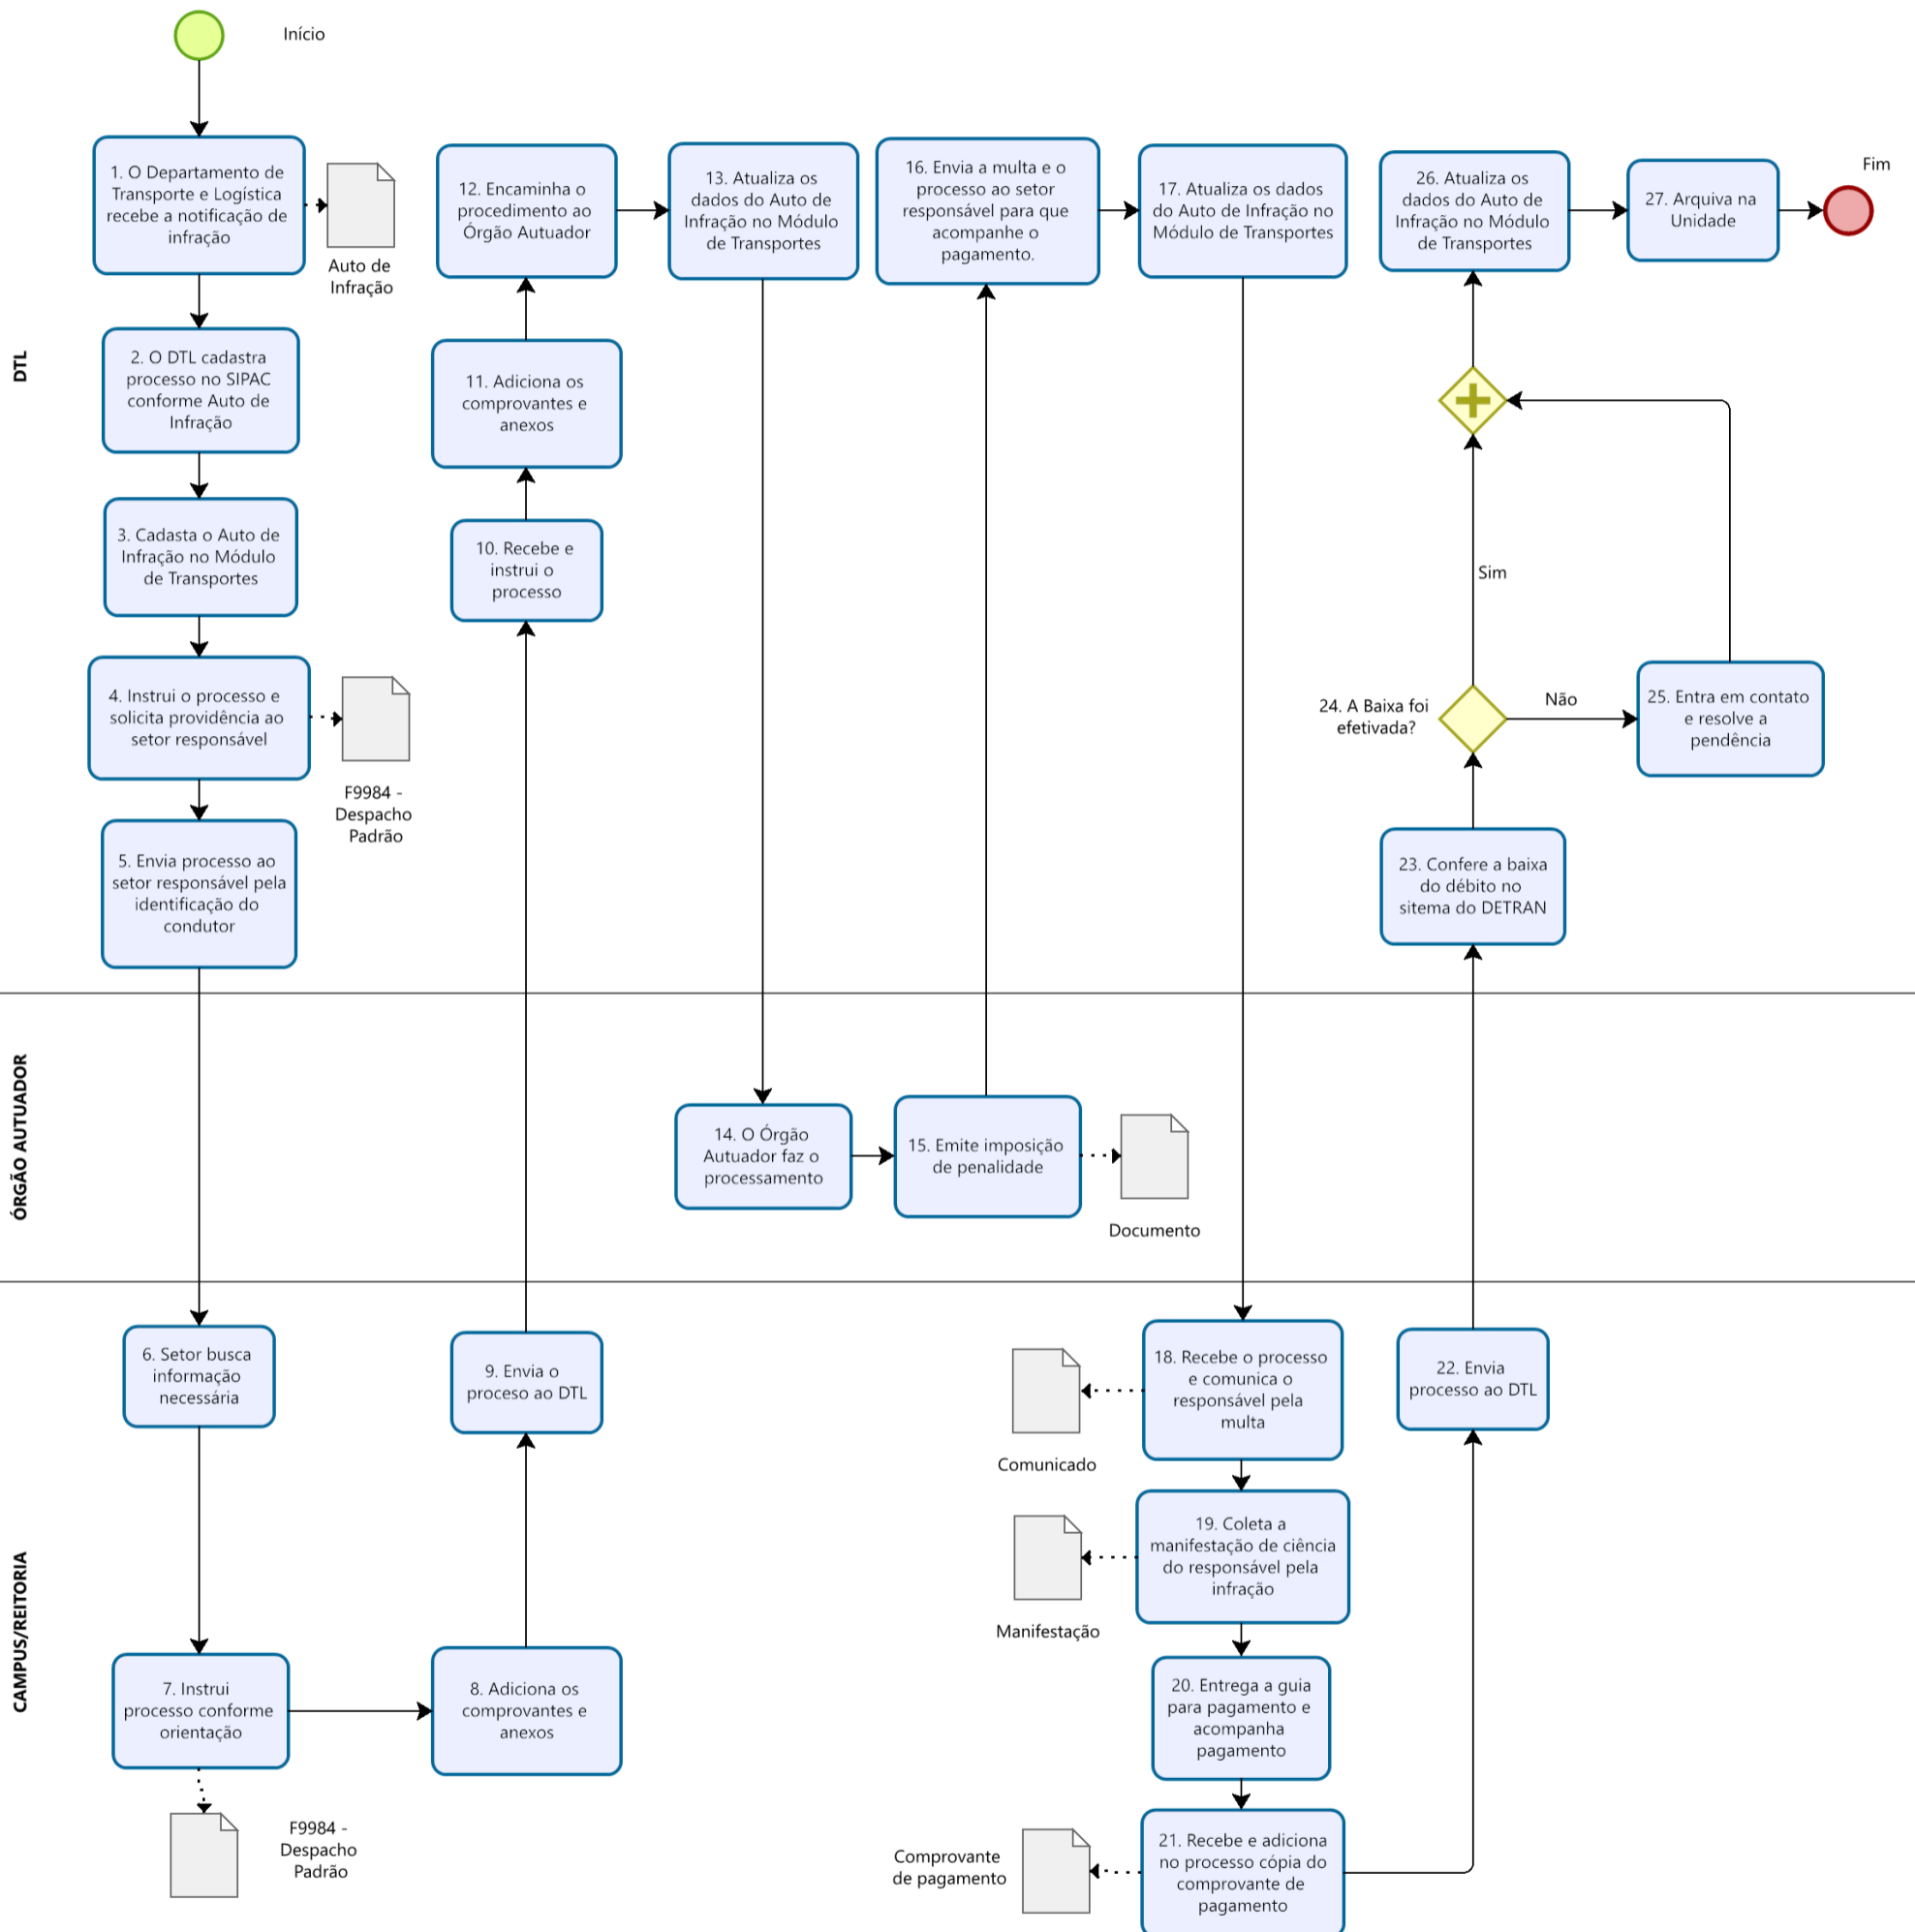 Início
DTL
1. O Departamento de
Transporte e Logística
recebe a notificação de
infração
Auto de
Infração
2. O DTL cadastra
processo no SIPAC
conforme Auto de
Infração
3. Cadasta o Auto de
Infração no Módulo
de Transportes
4. Instrui o processo e
solicita providência ao
setor responsável
F9984 -
Despacho
Padrão
5. Envia processo ao
setor responsável pela
identificação do
condutor
12. Encaminha o
procedimento ao
Órgão Autuador
11. Adiciona os
comprovantes e
anexos
10. Recebe e
instrui o
processo
13. Atualiza os
dados do Auto de
Infração no Módulo
de Transportes
16. Envia a multa e o
processo ao setor
responsável para que
acompanhe o
pagamento.
17. Atualiza os dados
do Auto de Infração no
Módulo de Transportes
26. Atualiza os
dados do Auto de
Infração no Módulo
de Transportes
27. Arquiva na
Unidade
Fim
Sim
24. A Baixa foi
efetivada?
Não
25. Entra em contato
e resolve a
pendência
23. Confere a baixa
do débito no
sitema do DETRAN
ÓRGÃO AUTUADOR
14. O Órgão
Autuador faz o
processamento
15. Emite imposição
de penalidade
Documento
CAMPUS/REITORIA
6. Setor busca
informação
necessária
7. Instrui
processo conforme
orientação
F9984 -
Despacho
Padrão
8. Adiciona os
comprovantes e
anexos
9. Envia o
proceso ao DTL
18. Recebe o processo
e comunica o
responsável pela
multa
Comunicado
19. Coleta a
manifestação de ciência
do responsável pela
infração
Manifestação
20. Entrega a guia
para pagamento e
acompanha
pagamento
21. Recebe e adiciona
no processo cópia do
comprovante de
pagamento
Comprovante
de pagamento
22. Envia
processo ao DTL